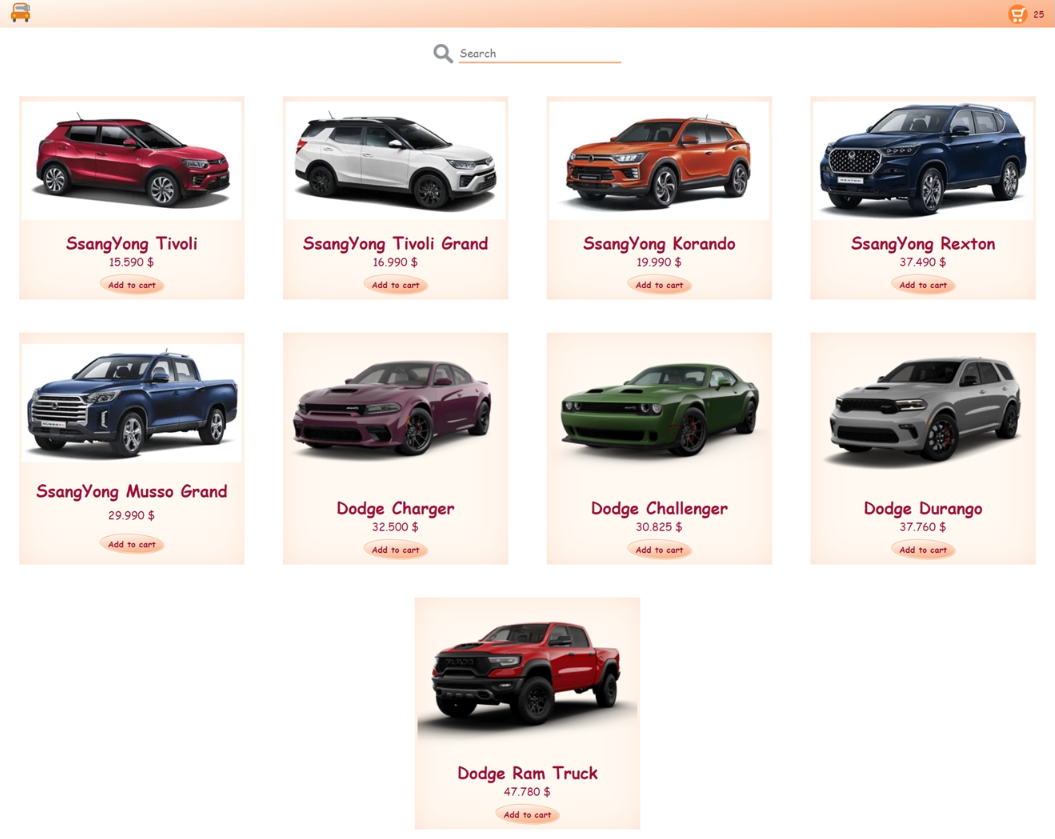 25
Search
SsangYong Tivoli
15.590 $
Add to cart
SsangYong Tivoli Grand
16.990 $
Add to cart
SsangYong Korando
19.990 $
Add to cart
SsangYong Rexton
37.490 $
Add to cart
SsangYong Musso Grand
29.990 $
Add to cart
Dodge Charger
32.500 $
Add to cart
Dodge Challenger
30.825 $
Add to cart
Dodge Durango
37.760 $
Add to cart
Dodge Ram Truck
47.780 $
Add to cart